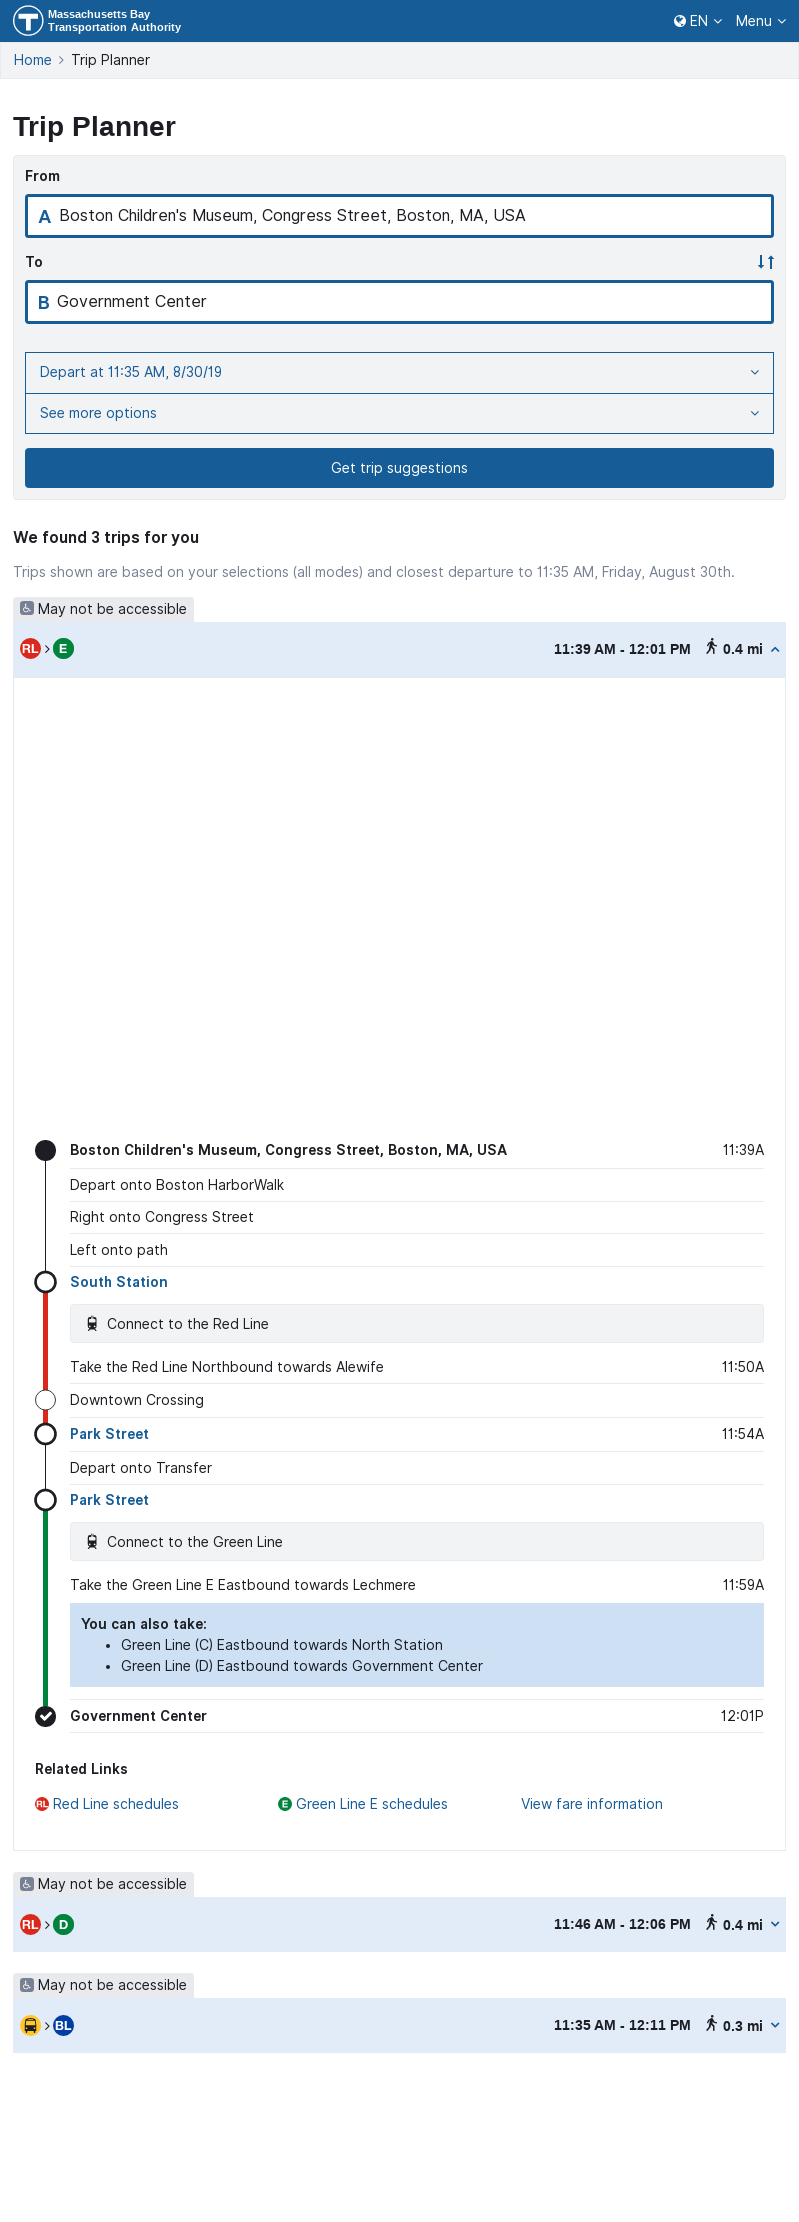 Massachusetts Bay
Transportation Authority
EN
Menu
Home
Trip Planner
Trip Planner
From
A Boston Children's Museum, Congress Street, Boston, MA, USA
To
B Government Center
Depart at 11:35 AM, 8/30/19
See more options
Get trip suggestions
We found 3 trips for you
Trips shown are based on your selections (all modes) and closest departure to 11:35 AM, Friday, August 30th.
May not be accessible
RL E 11:39 AM - 12:01 PM 0.4 mi
Boston Children's Museum, Congress Street, Boston, MA, USA 11:39A
Depart onto Boston HarborWalk
Right onto Congress Street
Left onto path
South Station
Connect to the Red Line
Take the Red Line Northbound towards Alewife 11:50A
Downtown Crossing
Park Street 11:54A
Depart onto Transfer
Park Street
Connect to the Green Line
Take the Green Line E Eastbound towards Lechmere 11:59A
You can also take:
• Green Line (C) Eastbound towards North Station
• Green Line (D) Eastbound towards Government Center
Government Center 12:01P
Related Links
RL Red Line schedules E Green Line E schedules View fare information
May not be accessible
RL D 11:46 AM - 12:06 PM 0.4 mi
May not be accessible
BL 11:35 AM - 12:11 PM 0.3 mi